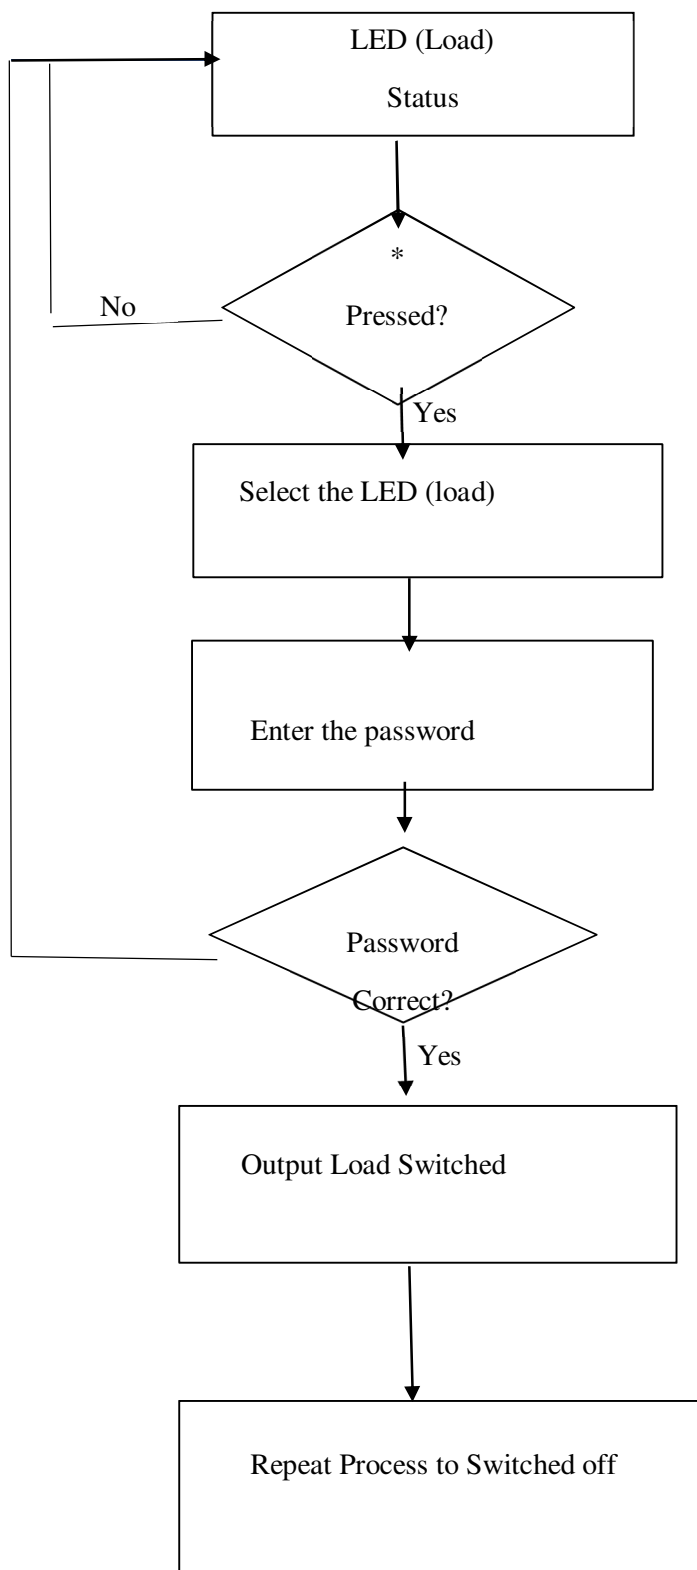 LED (Load)
Status
*
Pressed?
No
Yes
Select the LED (load)
Enter the password
Password
Correct?
Yes
Output Load Switched
Repeat Process to Switched off